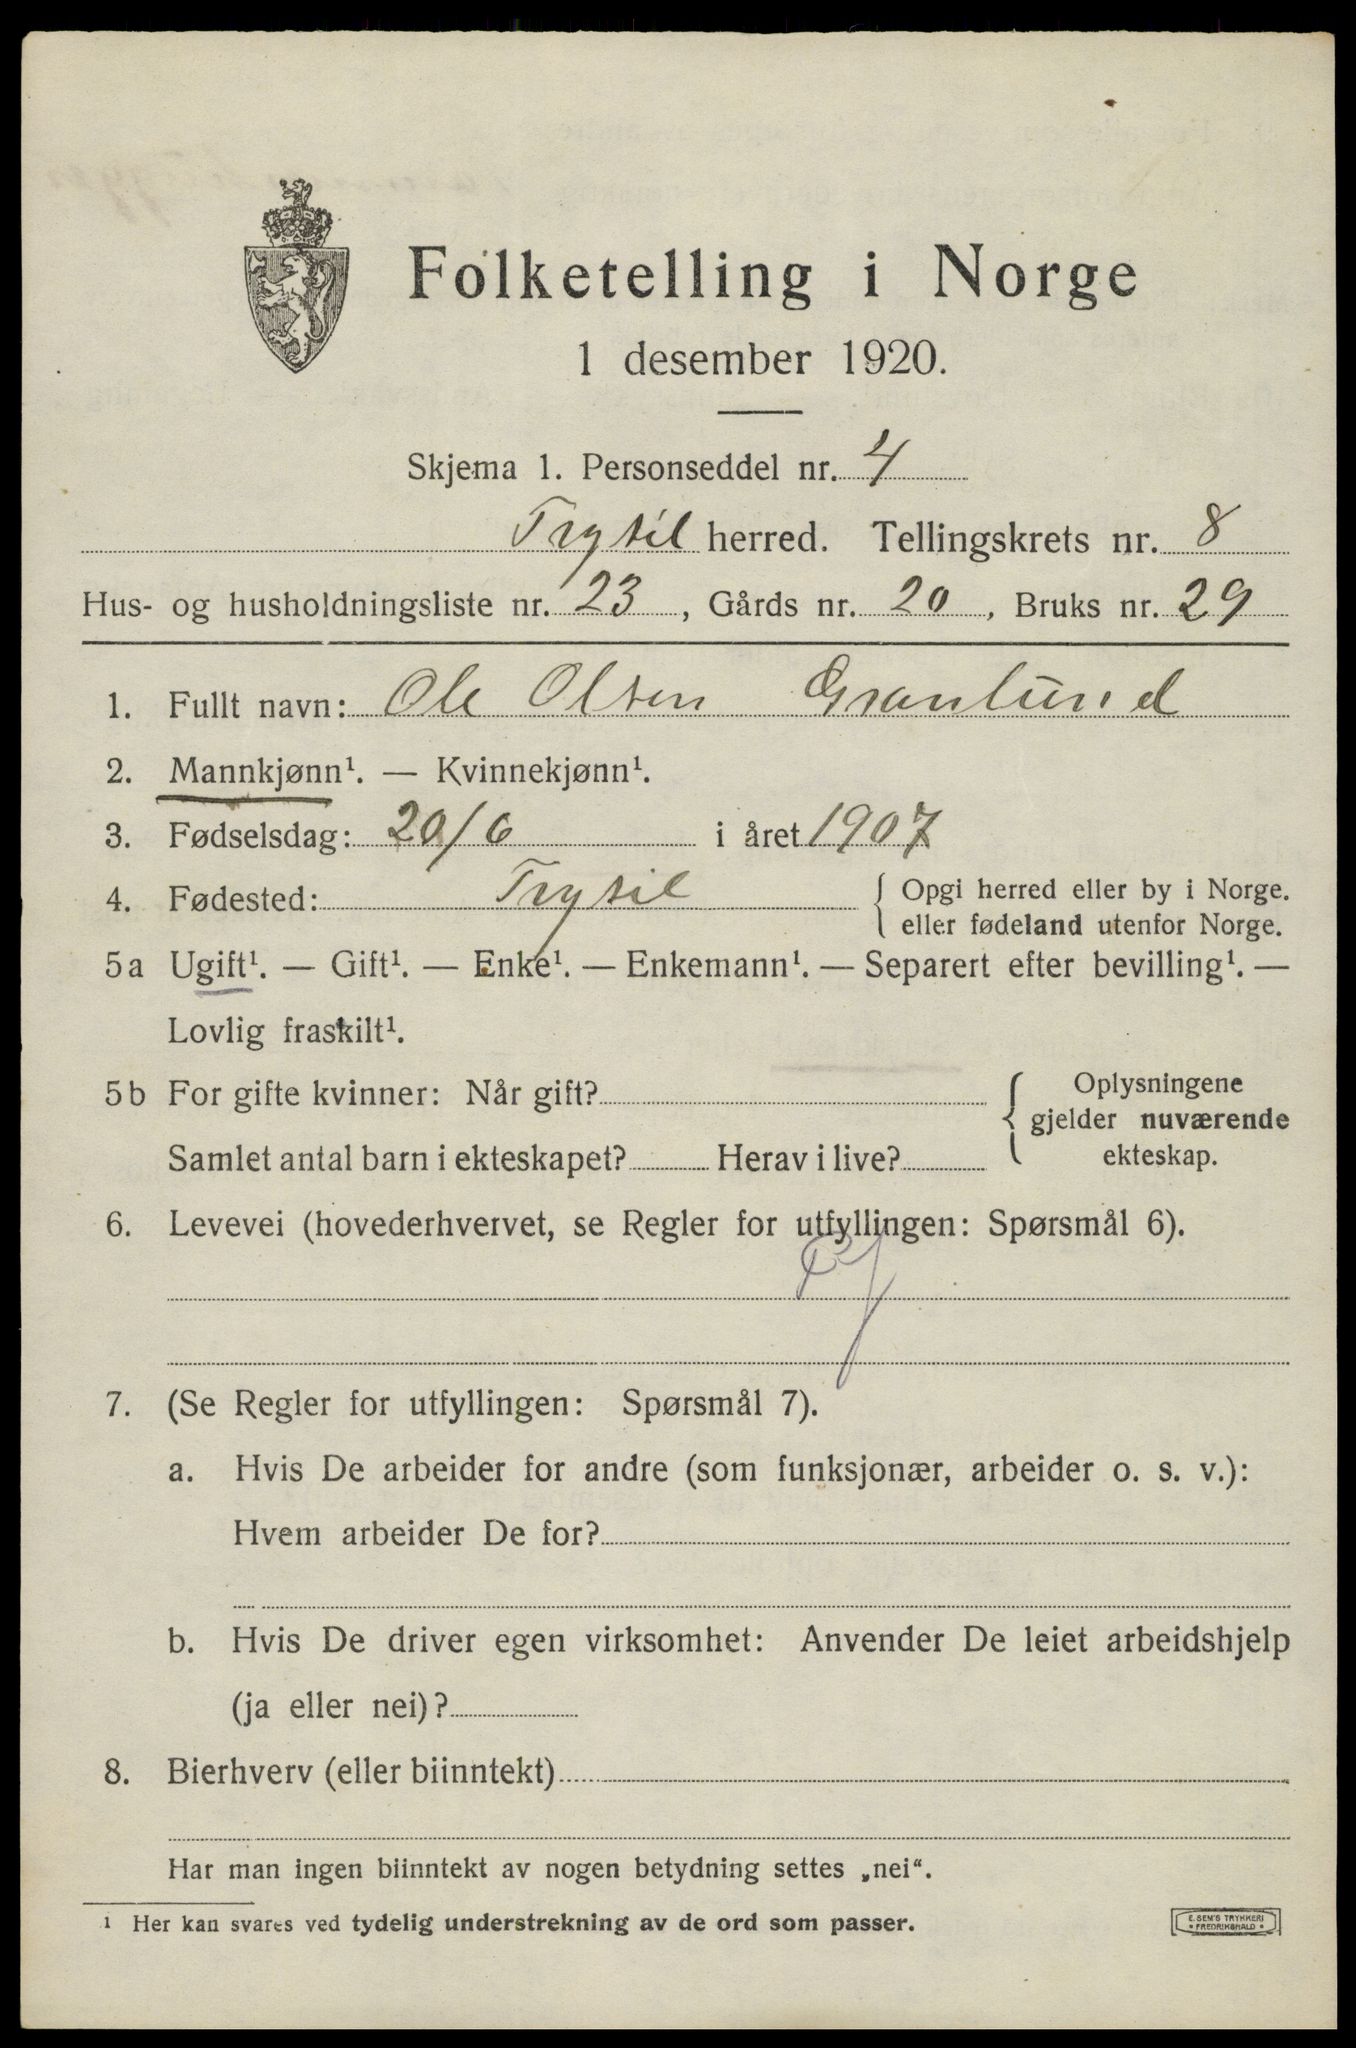 Folketelling i Norge
1 desember 1920.
Skjema 1. Personseddel nr. 4
Trysil herred. Tellingskrets nr. 8
Hus- og husholdningsliste nr. 23, Gårds nr. 20, Bruks nr. 29
1. Fullt navn: Ole Olsen Granlund
2. Mannkjønn¹. — Kvinnekjønn¹.
3. Fødselsdag: 20/6 i året 1907
4. Fødested: Trysil { Opgi herred eller by i Norge.
eller fødeland utenfor Norge.
5a Ugift¹. — Gift¹. — Enke¹. — Enkemann¹. — Separert efter bevilling¹. —
Lovlig fraskilt¹.
5b For gifte kvinner: Når gift? { Oplysningene
gjelder nuværende
Samlet antal barn i ekteskapet? Herav i live? ekteskap.
6. Levevei (hovederhvervet, se Regler for utfyllingen: Spørsmål 6).
7. (Se Regler for utfyllingen: Spørsmål 7).
a. Hvis De arbeider for andre (som funksjonær, arbeider o. s. v.):
Hvem arbeider De for?
b. Hvis De driver egen virksomhet: Anvender De leiet arbeidshjelp
(ja eller nei)?
8. Bierhverv (eller biinntekt)
Har man ingen biinntekt av nogen betydning settes „nei“.
1 Her kan svares ved tydelig understrekning av de ord som passer.
E. SEM'S TRYKKERI
• FREDRIKSHALD •